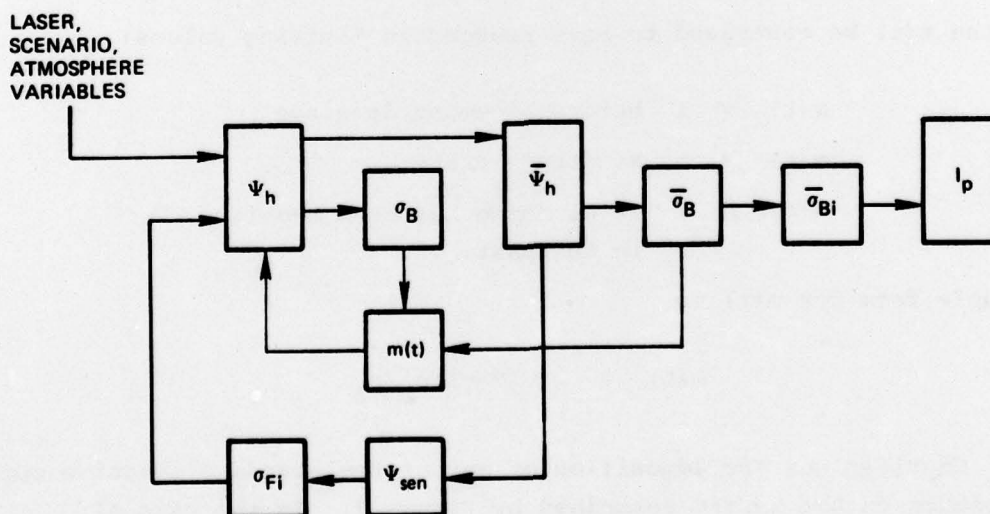 LASER,
SCENARIO,
ATMOSPHERE
VARIABLES
Ψh
Ψ̄h
σB
σ̄B
σ̄Bi
Ip
m(t)
σFi
Ψsen